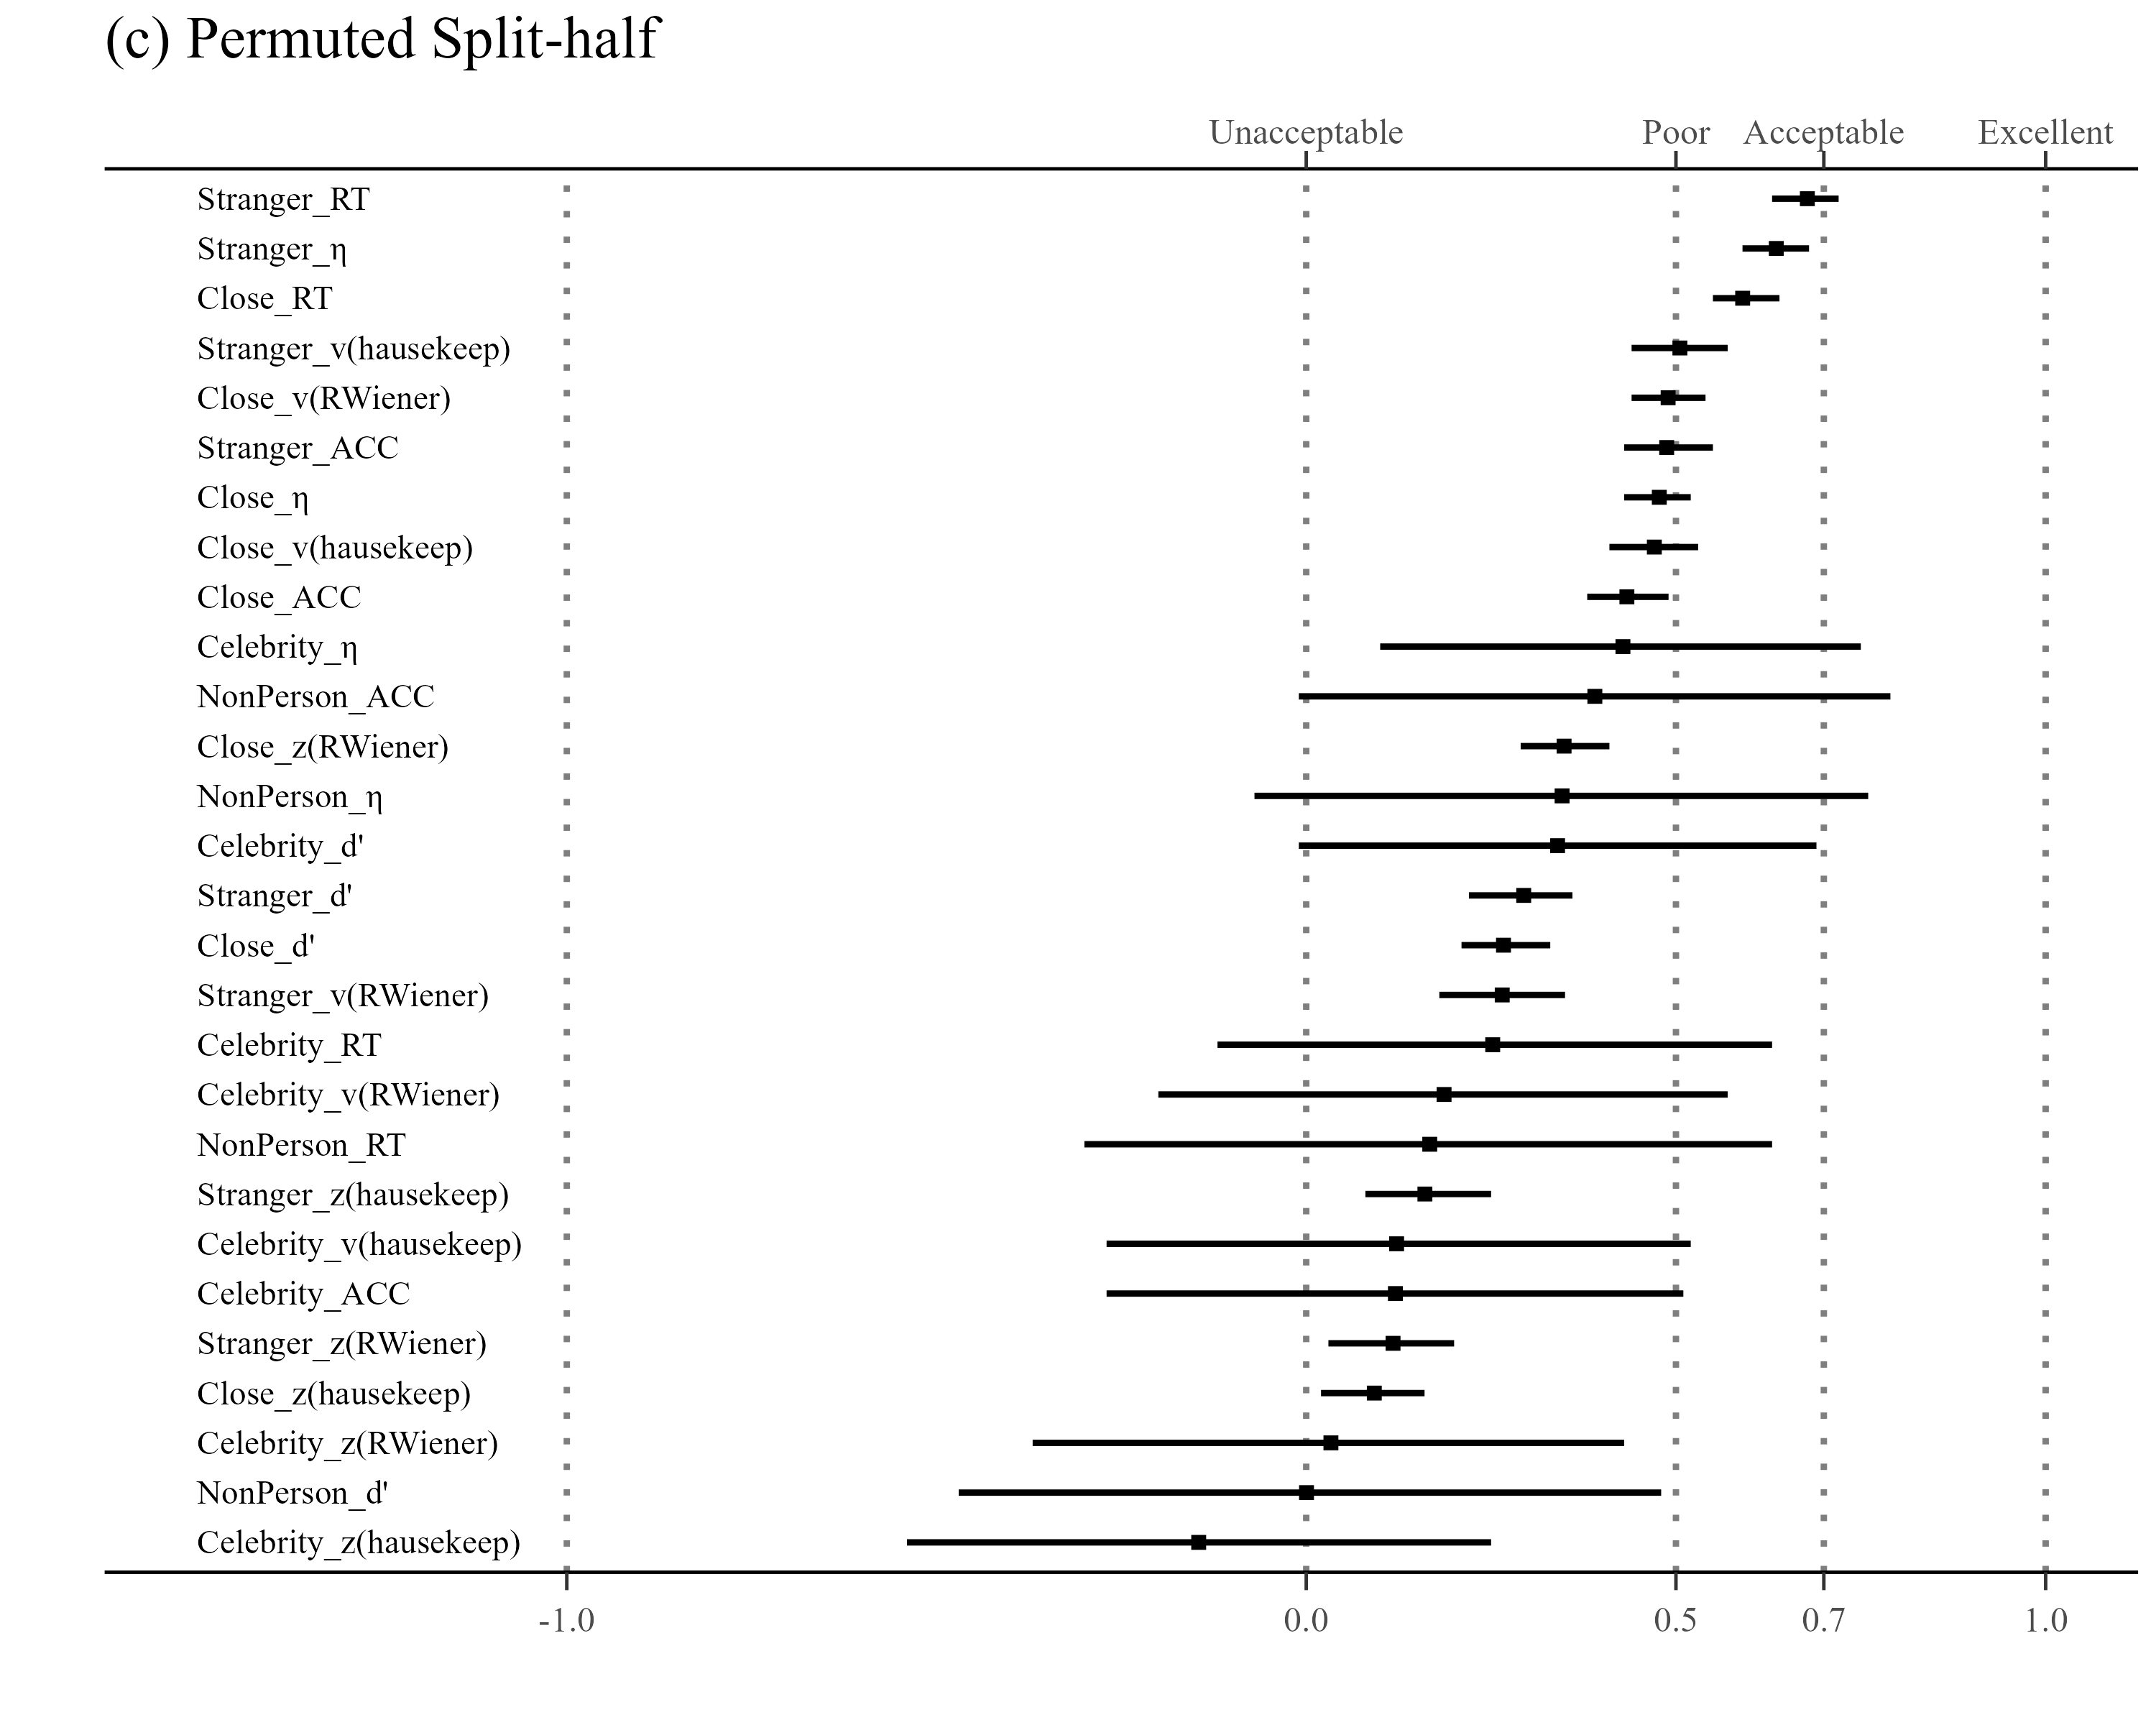 (c) Permuted Split-half
Unacceptable Poor Acceptable Excellent
Stranger_RT
Stranger_η
Close_RT
Stranger_v(hausekeep)
Close_v(RWiener)
Stranger_ACC
Close_η
Close_v(hausekeep)
Close_ACC
Celebrity_η
NonPerson_ACC
Close_z(RWiener)
NonPerson_η
Celebrity_d'
Stranger_d'
Close_d'
Stranger_v(RWiener)
Celebrity_RT
Celebrity_v(RWiener)
NonPerson_RT
Stranger_z(hausekeep)
Celebrity_v(hausekeep)
Celebrity_ACC
Stranger_z(RWiener)
Close_z(hausekeep)
Celebrity_z(RWiener)
NonPerson_d'
Celebrity_z(hausekeep)
-1.0 0.0 0.5 0.7 1.0